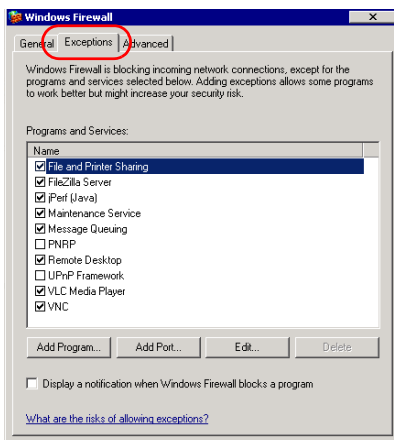 Windows Firewall
General Exceptions Advanced
Windows Firewall is blocking incoming network connections, except for the
programs and services selected below. Adding exceptions allows some programs
to work better but might increase your security risk.
Programs and Services:
Name
File and Printer Sharing
FileZilla Server
jPerf (Java)
Maintenance Service
Message Queuing
PNRP
Remote Desktop
UPnP Framework
VLC Media Player
VNC
Add Program... Add Port... Edit... Delete
Display a notification when Windows Firewall blocks a program
What are the risks of allowing exceptions?